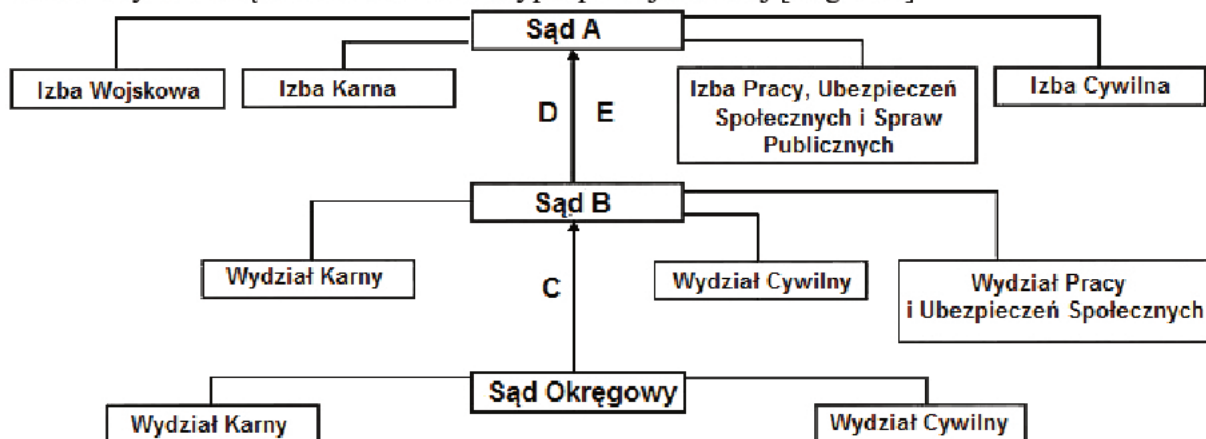 Sąd A
Izba Wojskowa
Izba Karna
Izba Pracy, Ubezpieczeń
Społecznych i Spraw
Publicznych
Izba Cywilna
D E
Sąd B
Wydział Karny
Wydział Cywilny
Wydział Pracy
i Ubezpieczeń Społecznych
C
Sąd Okręgowy
Wydział Karny
Wydział Cywilny